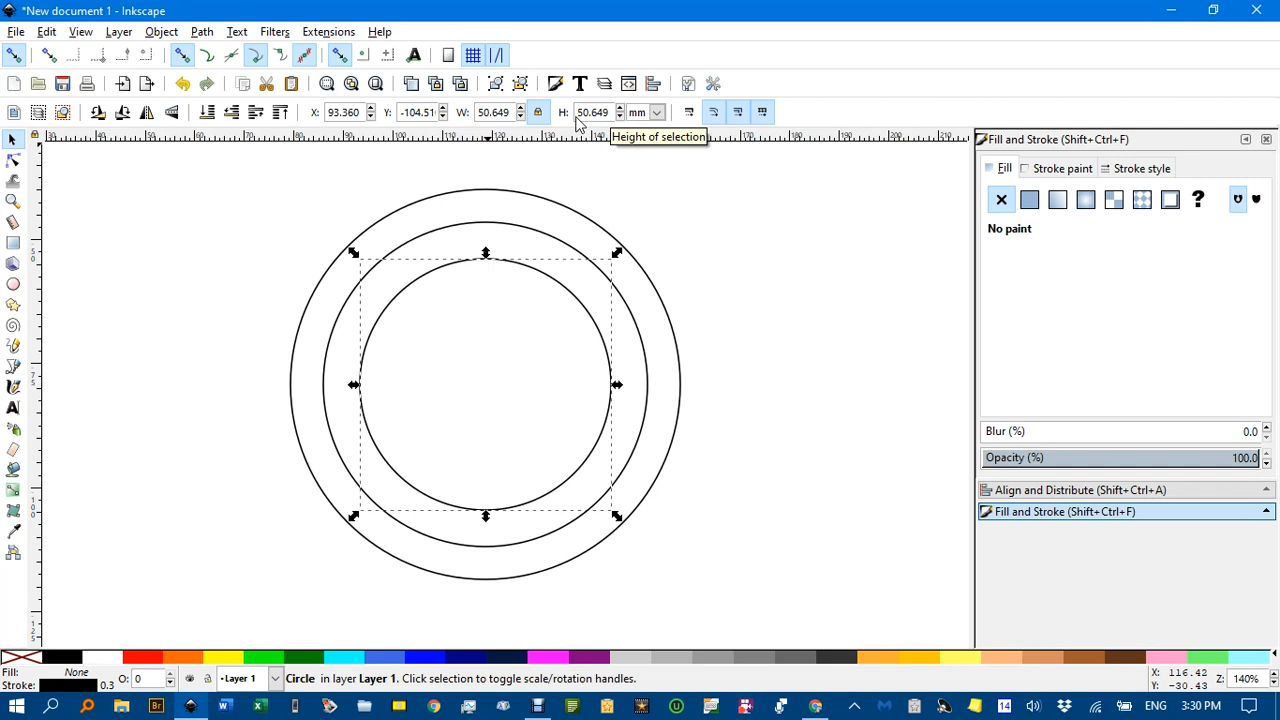 *New document 1 - Inkscape
File Edit View Layer Object Path Text Filters Extensions Help
X: 93.360 Y: -104.51 W: 50.649 H: 50.649 mm
Height of selection
Fill and Stroke (Shift+Ctrl+F)
Fill Stroke paint Stroke style
No paint
Blur (%) 0.0
Opacity (%) 100.0
Align and Distribute (Shift+Ctrl+A)
Fill and Stroke (Shift+Ctrl+F)
Fill: None
Stroke: 0.3 O: 0 Layer 1 Circle in layer Layer 1. Click selection to toggle scale/rotation handles. X: 116.42 Y: -30.43 Z: 140%
3:30 PM